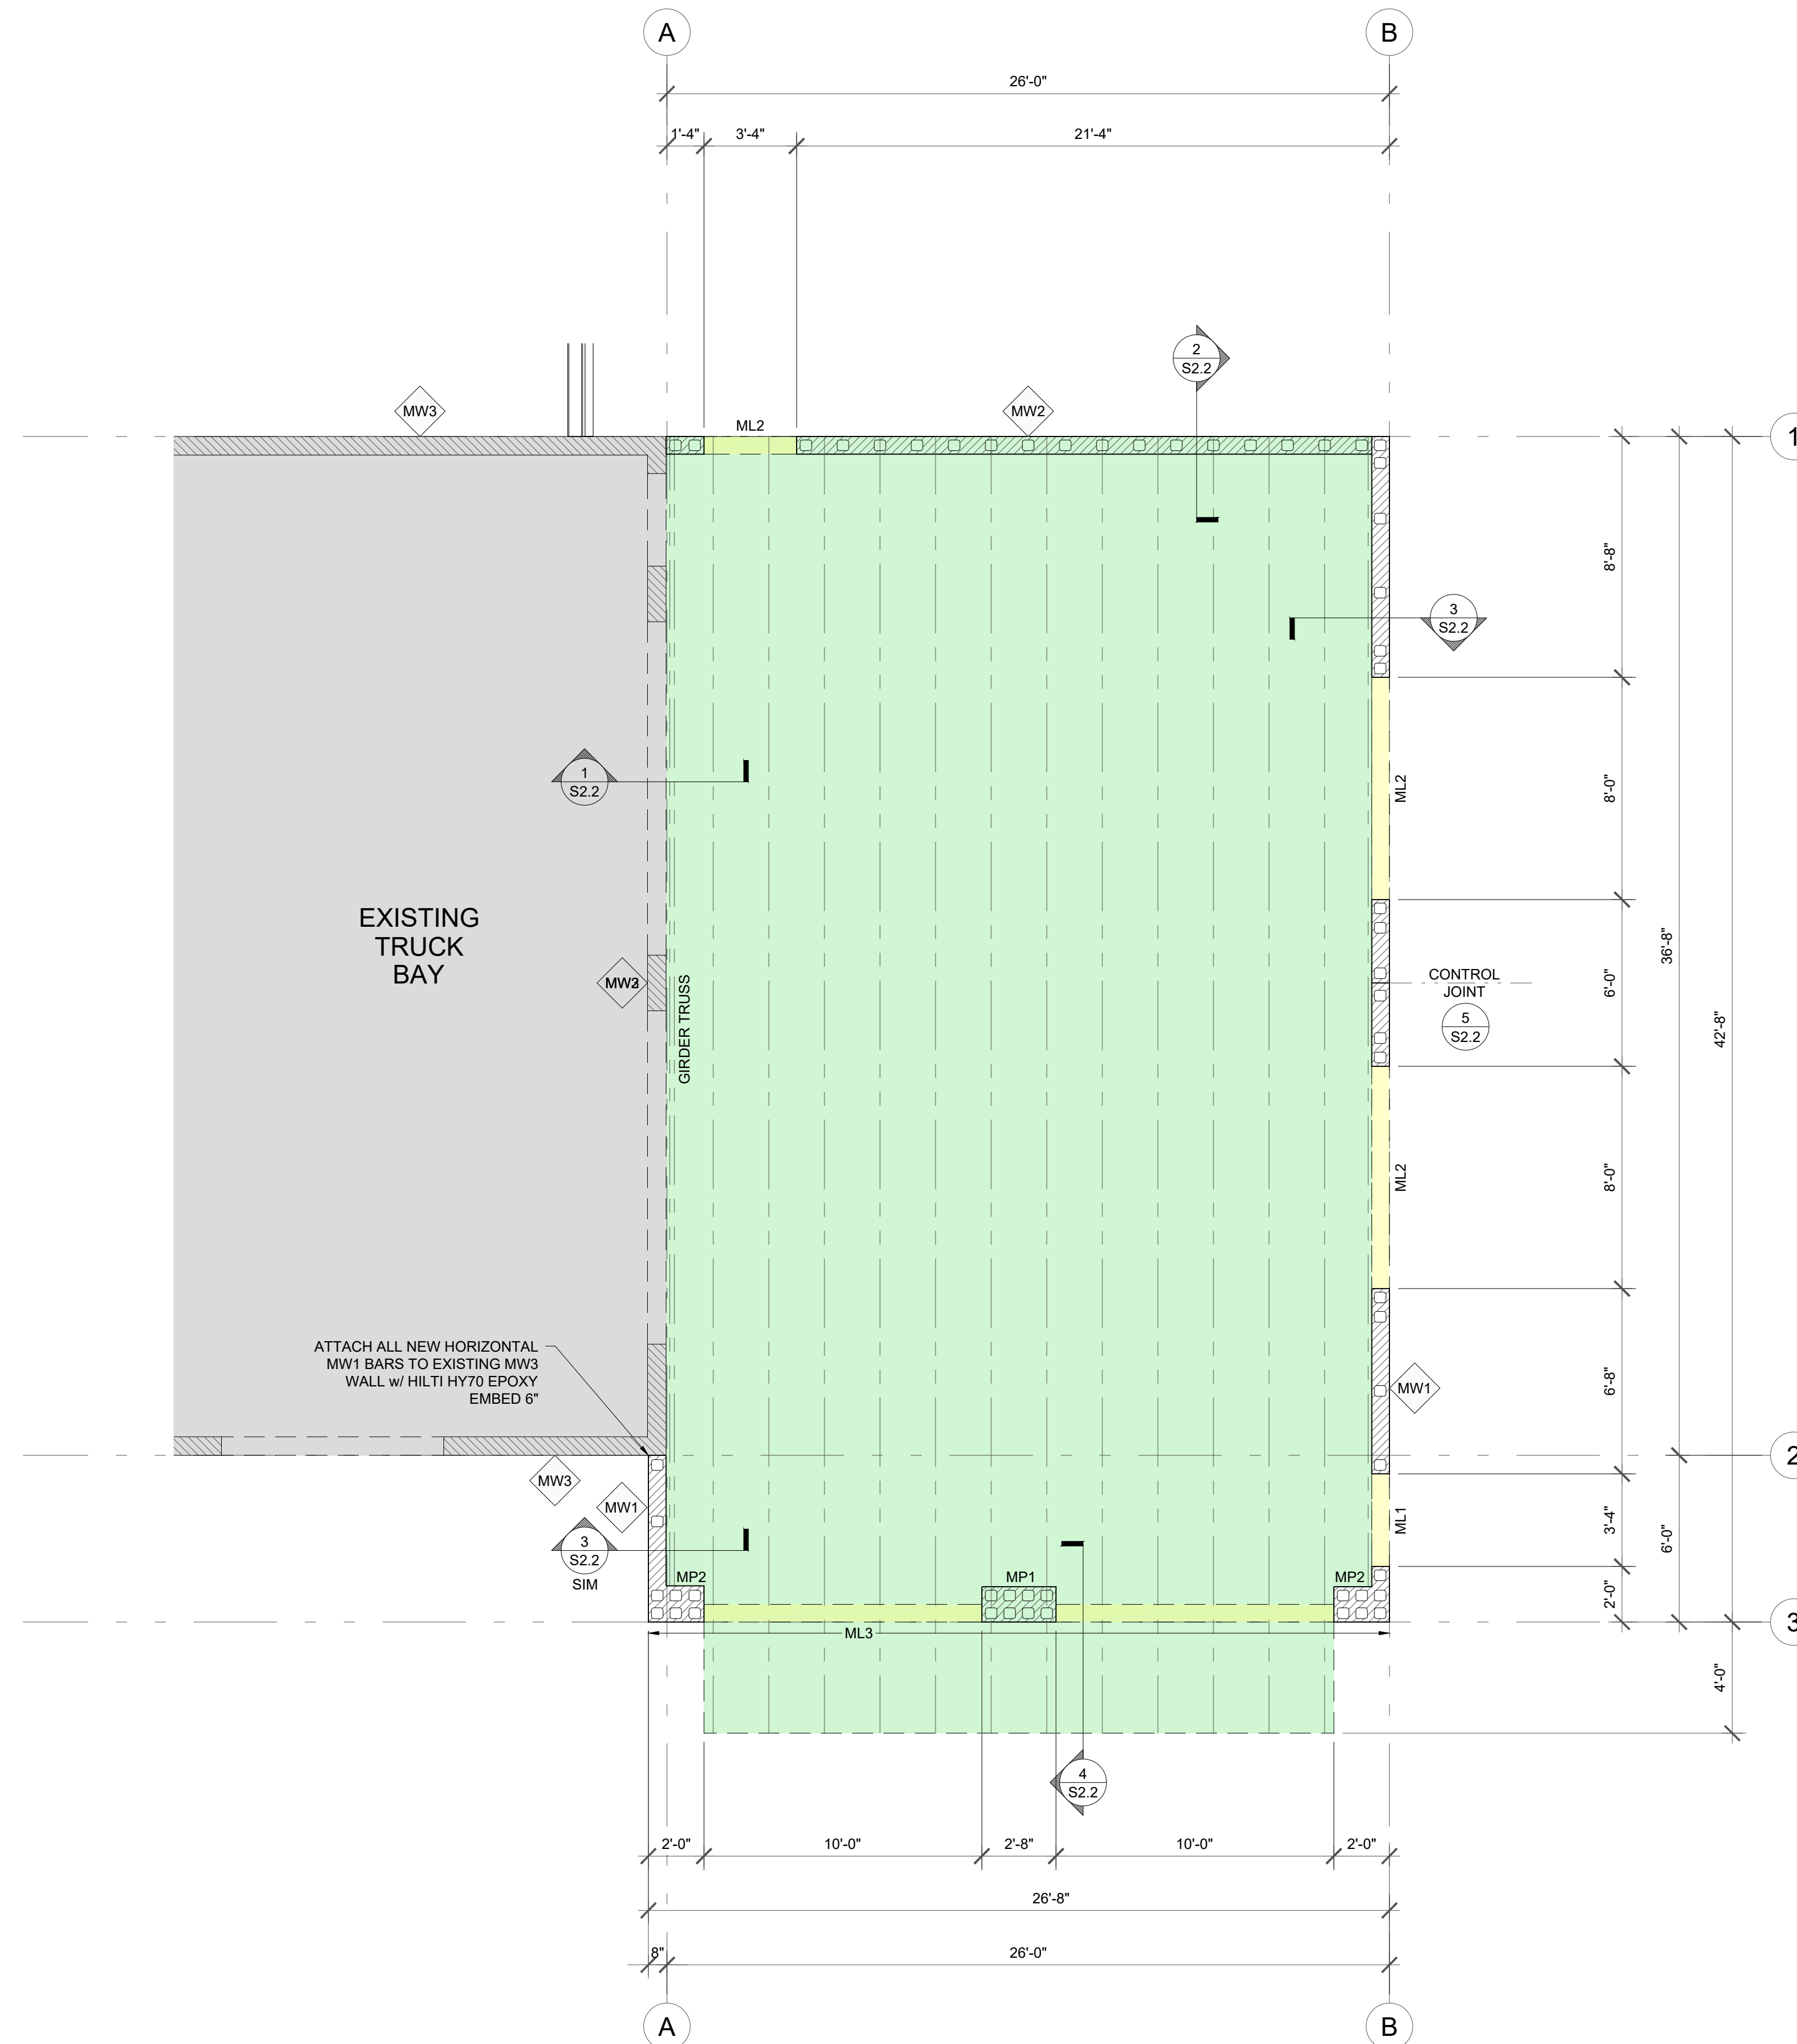 A
B
26'-0"
1'-4"
3'-4"
21'-4"
2
S2.2
MW3
MW2
ML2
1
8'-8"
3
S2.2
1
S2.2
ML2
8'-0"
EXISTING
TRUCK
BAY
GIRDER TRUSS
CONTROL
JOINT
5
S2.2
6'-0"
36'-8"
42'-8"
ML2
8'-0"
ATTACH ALL NEW HORIZONTAL
MW1 BARS TO EXISTING MW3
WALL w/ HILTI HY70 EPOXY
EMBED 6"
MW1
6'-8"
2
MW3
MW1
3
S2.2
SIM
ML1
3'-4"
6'-0"
MP2
MP1
MP2
2'-0"
3
ML3
4'-0"
4
S2.2
2'-0"
10'-0"
2'-8"
10'-0"
2'-0"
26'-8"
8"
26'-0"
A
B